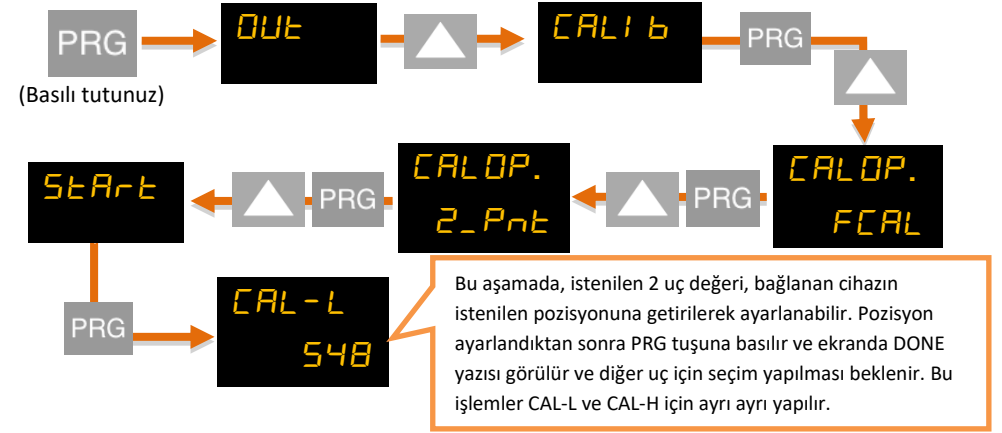 PRG
(Basılı tutunuz)
OUt
CALI b
PRG
CALOP.
FCAL
PRG
CALOP.
2_Pnt
PRG
StArt
PRG
CAL-L
548
Bu aşamada, istenilen 2 uç değeri, bağlanan cihazın
istenilen pozisyonuna getirilerek ayarlanabilir. Pozisyon
ayarlandıktan sonra PRG tuşuna basılır ve ekranda DONE
yazısı görülür ve diğer uç için seçim yapılması beklenir. Bu
işlemler CAL-L ve CAL-H için ayrı ayrı yapılır.